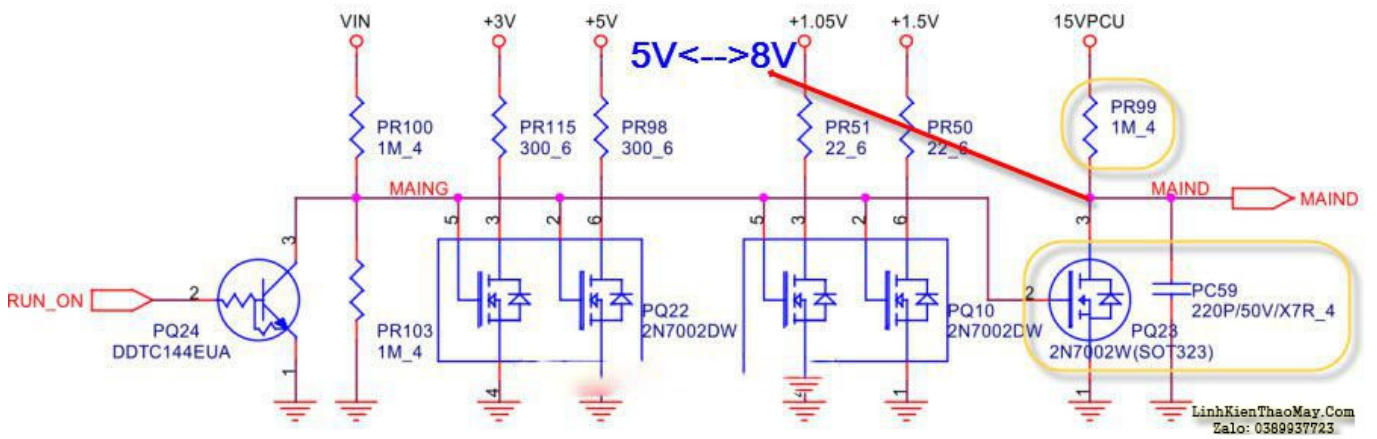 VIN
+3V
+5V
+1.05V
+1.5V
15VPCU
5V<-->8V
PR100
1M_4
PR115
300_6
PR98
300_6
PR51
22_6
PR50
22_6
PR99
1M_4
MAING
MAIND
MAIND
5
3
2
6
5
3
2
6
3
3
RUN_ON
2
PQ24
DDTC144EUA
PR103
1M_4
PQ22
2N7002DW
PQ10
2N7002DW
2
PQ23
2N7002W(SOT323)
PC59
220P/50V/X7R_4
1
4
1
1
LinhKienThaoMay.Com
Zalo: 0389937723